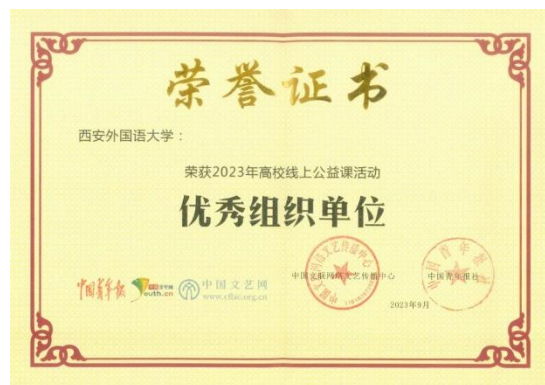 荣誉证书
西安外国语大学：
荣获2023年高校线上公益课活动
优秀组织单位
中国青年报
Youth.cn
中国文艺网
www.cflac.org.cn
中国文联网络文艺传播中心
中国青年报社
2023年9月